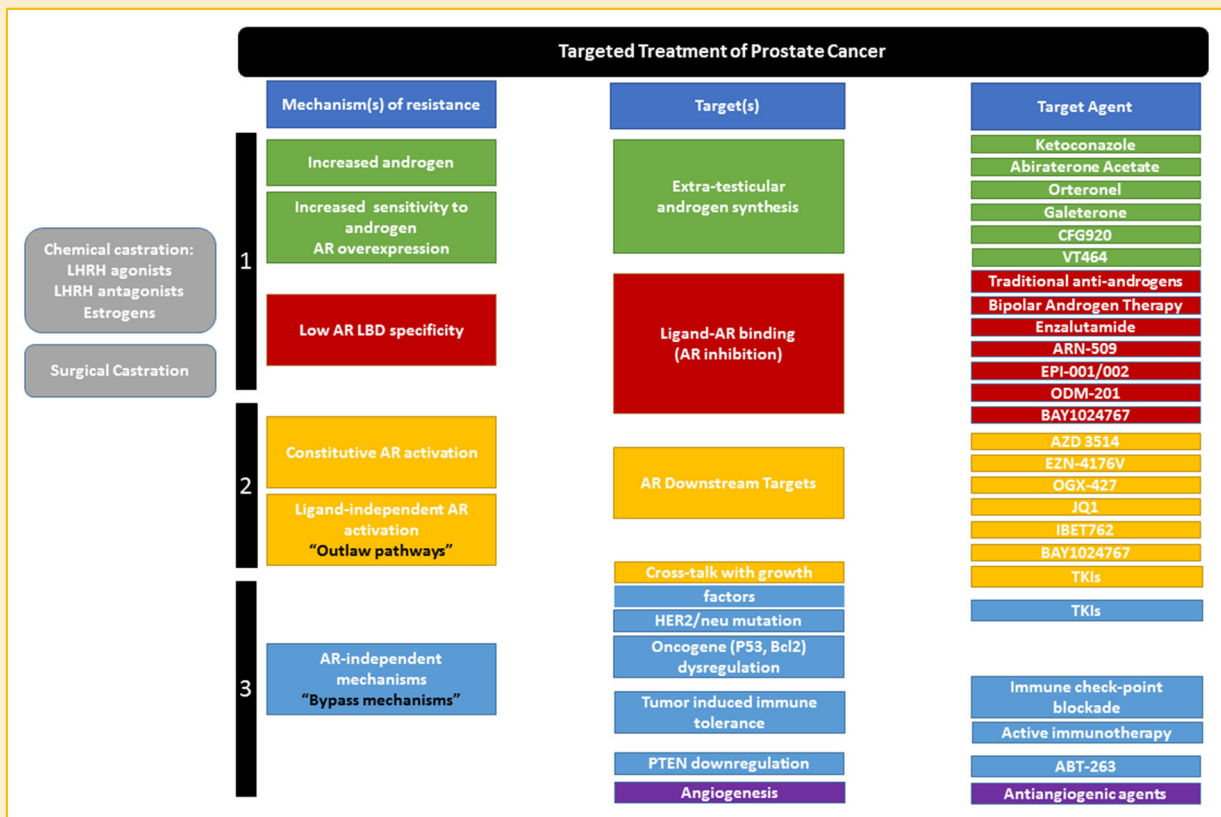 Targeted Treatment of Prostate Cancer
Mechanism(s) of resistance
Target(s)
Target Agent
Chemical castration:
LHRH agonists
LHRH antagonists
Estrogens
Surgical Castration
1
Increased androgen
Increased sensitivity to
androgen
AR overexpression
Low AR LBD specificity
Extra-testicular
androgen synthesis
Ligand-AR binding
(AR inhibition)
Ketoconazole
Abiraterone Acetate
Orteronel
Galeterone
CFG920
VT464
Traditional anti-androgens
Bipolar Androgen Therapy
Enzalutamide
ARN-509
EPI-001/002
ODM-201
BAY1024767
2
Constitutive AR activation
Ligand-independent AR
activation
“Outlaw pathways”
AR Downstream Targets
AZD 3514
EZN-4176V
OGX-427
JQ1
IBET762
BAY1024767
Cross-talk with growth
factors
TKIs
3
AR-independent
mechanisms
“Bypass mechanisms”
HER2/neu mutation
Oncogene (P53, Bcl2)
dysregulation
Tumor induced immune
tolerance
PTEN downregulation
Angiogenesis
TKIs
Immune check-point
blockade
Active immunotherapy
ABT-263
Antiangiogenic agents